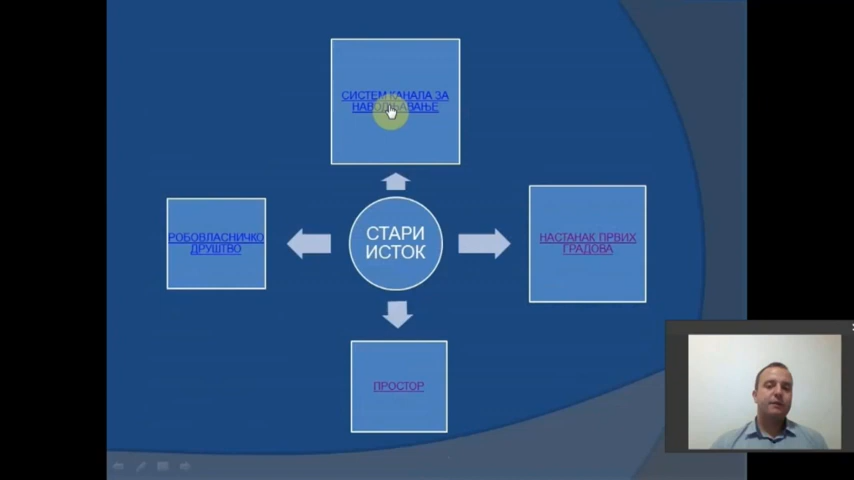 СИСТЕМ КАНАЛА ЗА
НАВОДЊАВАЊЕ
РОБОВЛАСНИЧКО
ДРУШТВО
СТАРИ
ИСТОК
НАСТАНАК ПРВИХ
ГРАДОВА
ПРОСТОР